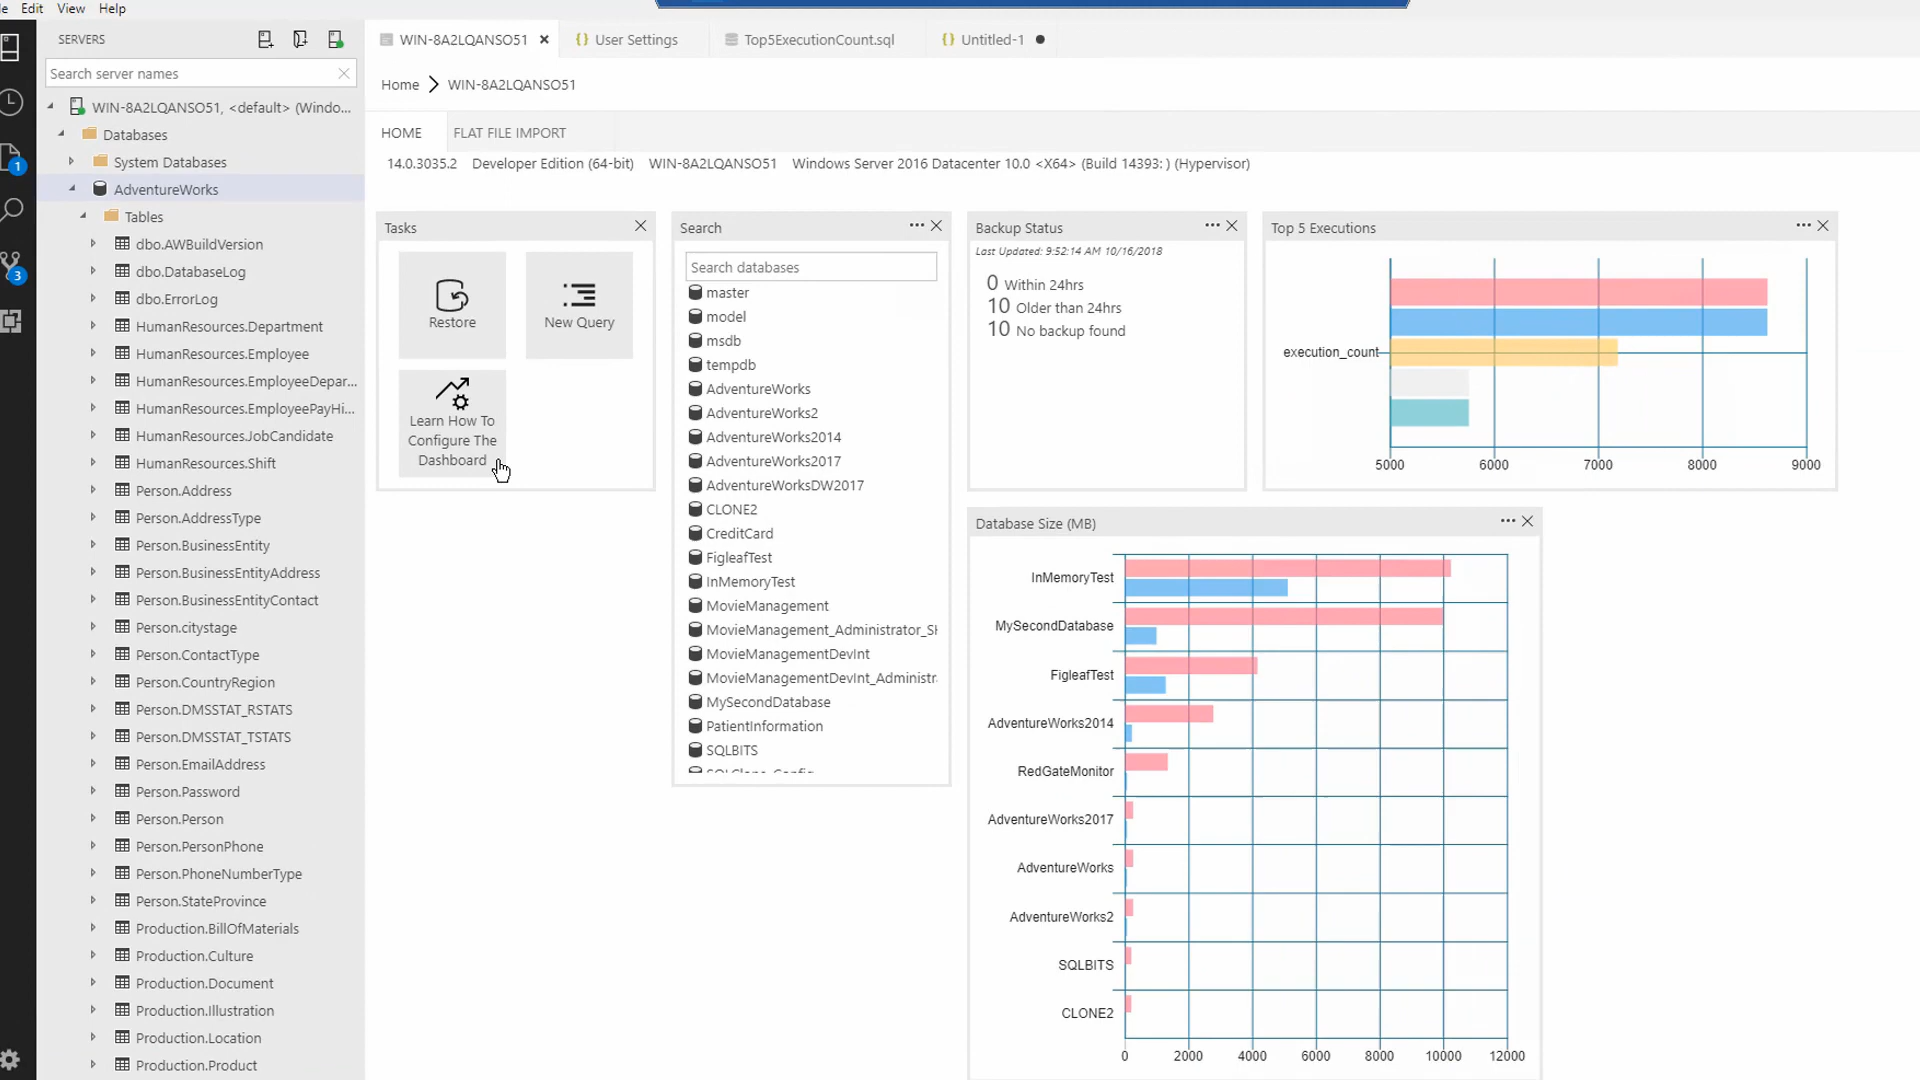 Edit View Help
SERVERS
Search server names
WIN-8A2LQANSO51, <default> (Windo...
Databases
System Databases
AdventureWorks
Tables
dbo.AWBuildVersion
dbo.DatabaseLog
dbo.ErrorLog
HumanResources.Department
HumanResources.Employee
HumanResources.EmployeeDepar...
HumanResources.EmployeePayHi...
HumanResources.JobCandidate
HumanResources.Shift
Person.Address
Person.AddressType
Person.BusinessEntity
Person.BusinessEntityAddress
Person.BusinessEntityContact
Person.citystage
Person.ContactType
Person.CountryRegion
Person.DMSSTAT_RSTATS
Person.DMSSTAT_TSTATS
Person.EmailAddress
Person.Password
Person.Person
Person.PersonPhone
Person.PhoneNumberType
Person.StateProvince
Production.BillOfMaterials
Production.Culture
Production.Document
Production.Illustration
Production.Location
Production.Product
1
3
WIN-8A2LQANSO51
User Settings
Top5ExecutionCount.sql
Untitled-1
Home > WIN-8A2LQANSO51
HOME
FLAT FILE IMPORT
14.0.3035.2 Developer Edition (64-bit) WIN-8A2LQANSO51 Windows Server 2016 Datacenter 10.0 <X64> (Build 14393: ) (Hypervisor)
Tasks
Restore
New Query
Learn How To
Configure The
Dashboard
Search
Search databases
master
model
msdb
tempdb
AdventureWorks
AdventureWorks2
AdventureWorks2014
AdventureWorks2017
AdventureWorksDW2017
CLONE2
CreditCard
FigleafTest
InMemoryTest
MovieManagement
MovieManagement_Administrator_SH
MovieManagementDevInt
MovieManagementDevInt_Administr
MySecondDatabase
PatientInformation
SQLBITS
SQLClone_Config
Backup Status
Last Updated: 9:52:14 AM 10/16/2018
0 Within 24hrs
10 Older than 24hrs
10 No backup found
Top 5 Executions
execution_count
5000 6000 7000 8000 9000
Database Size (MB)
InMemoryTest
MySecondDatabase
FigleafTest
AdventureWorks2014
RedGateMonitor
AdventureWorks2017
AdventureWorks
AdventureWorks2
SQLBITS
CLONE2
0 2000 4000 6000 8000 10000 12000